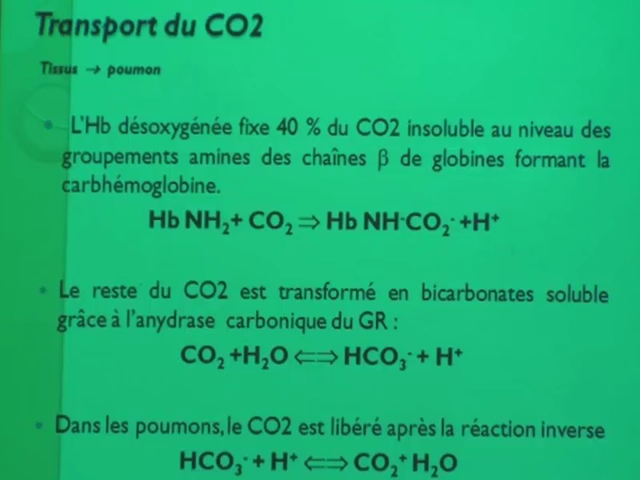 Transport du CO2
Tissus → poumon
• L'Hb désoxygénée fixe 40 % du CO2 insoluble au niveau des
groupements amines des chaînes β de globines formant la
carbhémoglobine.
Hb NH₂+ CO₂ ⇒ Hb NH⁻CO₂⁻ +H⁺
• Le reste du CO2 est transformé en bicarbonates soluble
grâce à l'anydrase carbonique du GR :
CO₂ +H₂O ⇐⇒ HCO₃⁻ + H⁺
• Dans les poumons, le CO2 est libéré après la réaction inverse
HCO₃⁻ + H⁺ ⇐⇒ CO₂⁺ H₂O